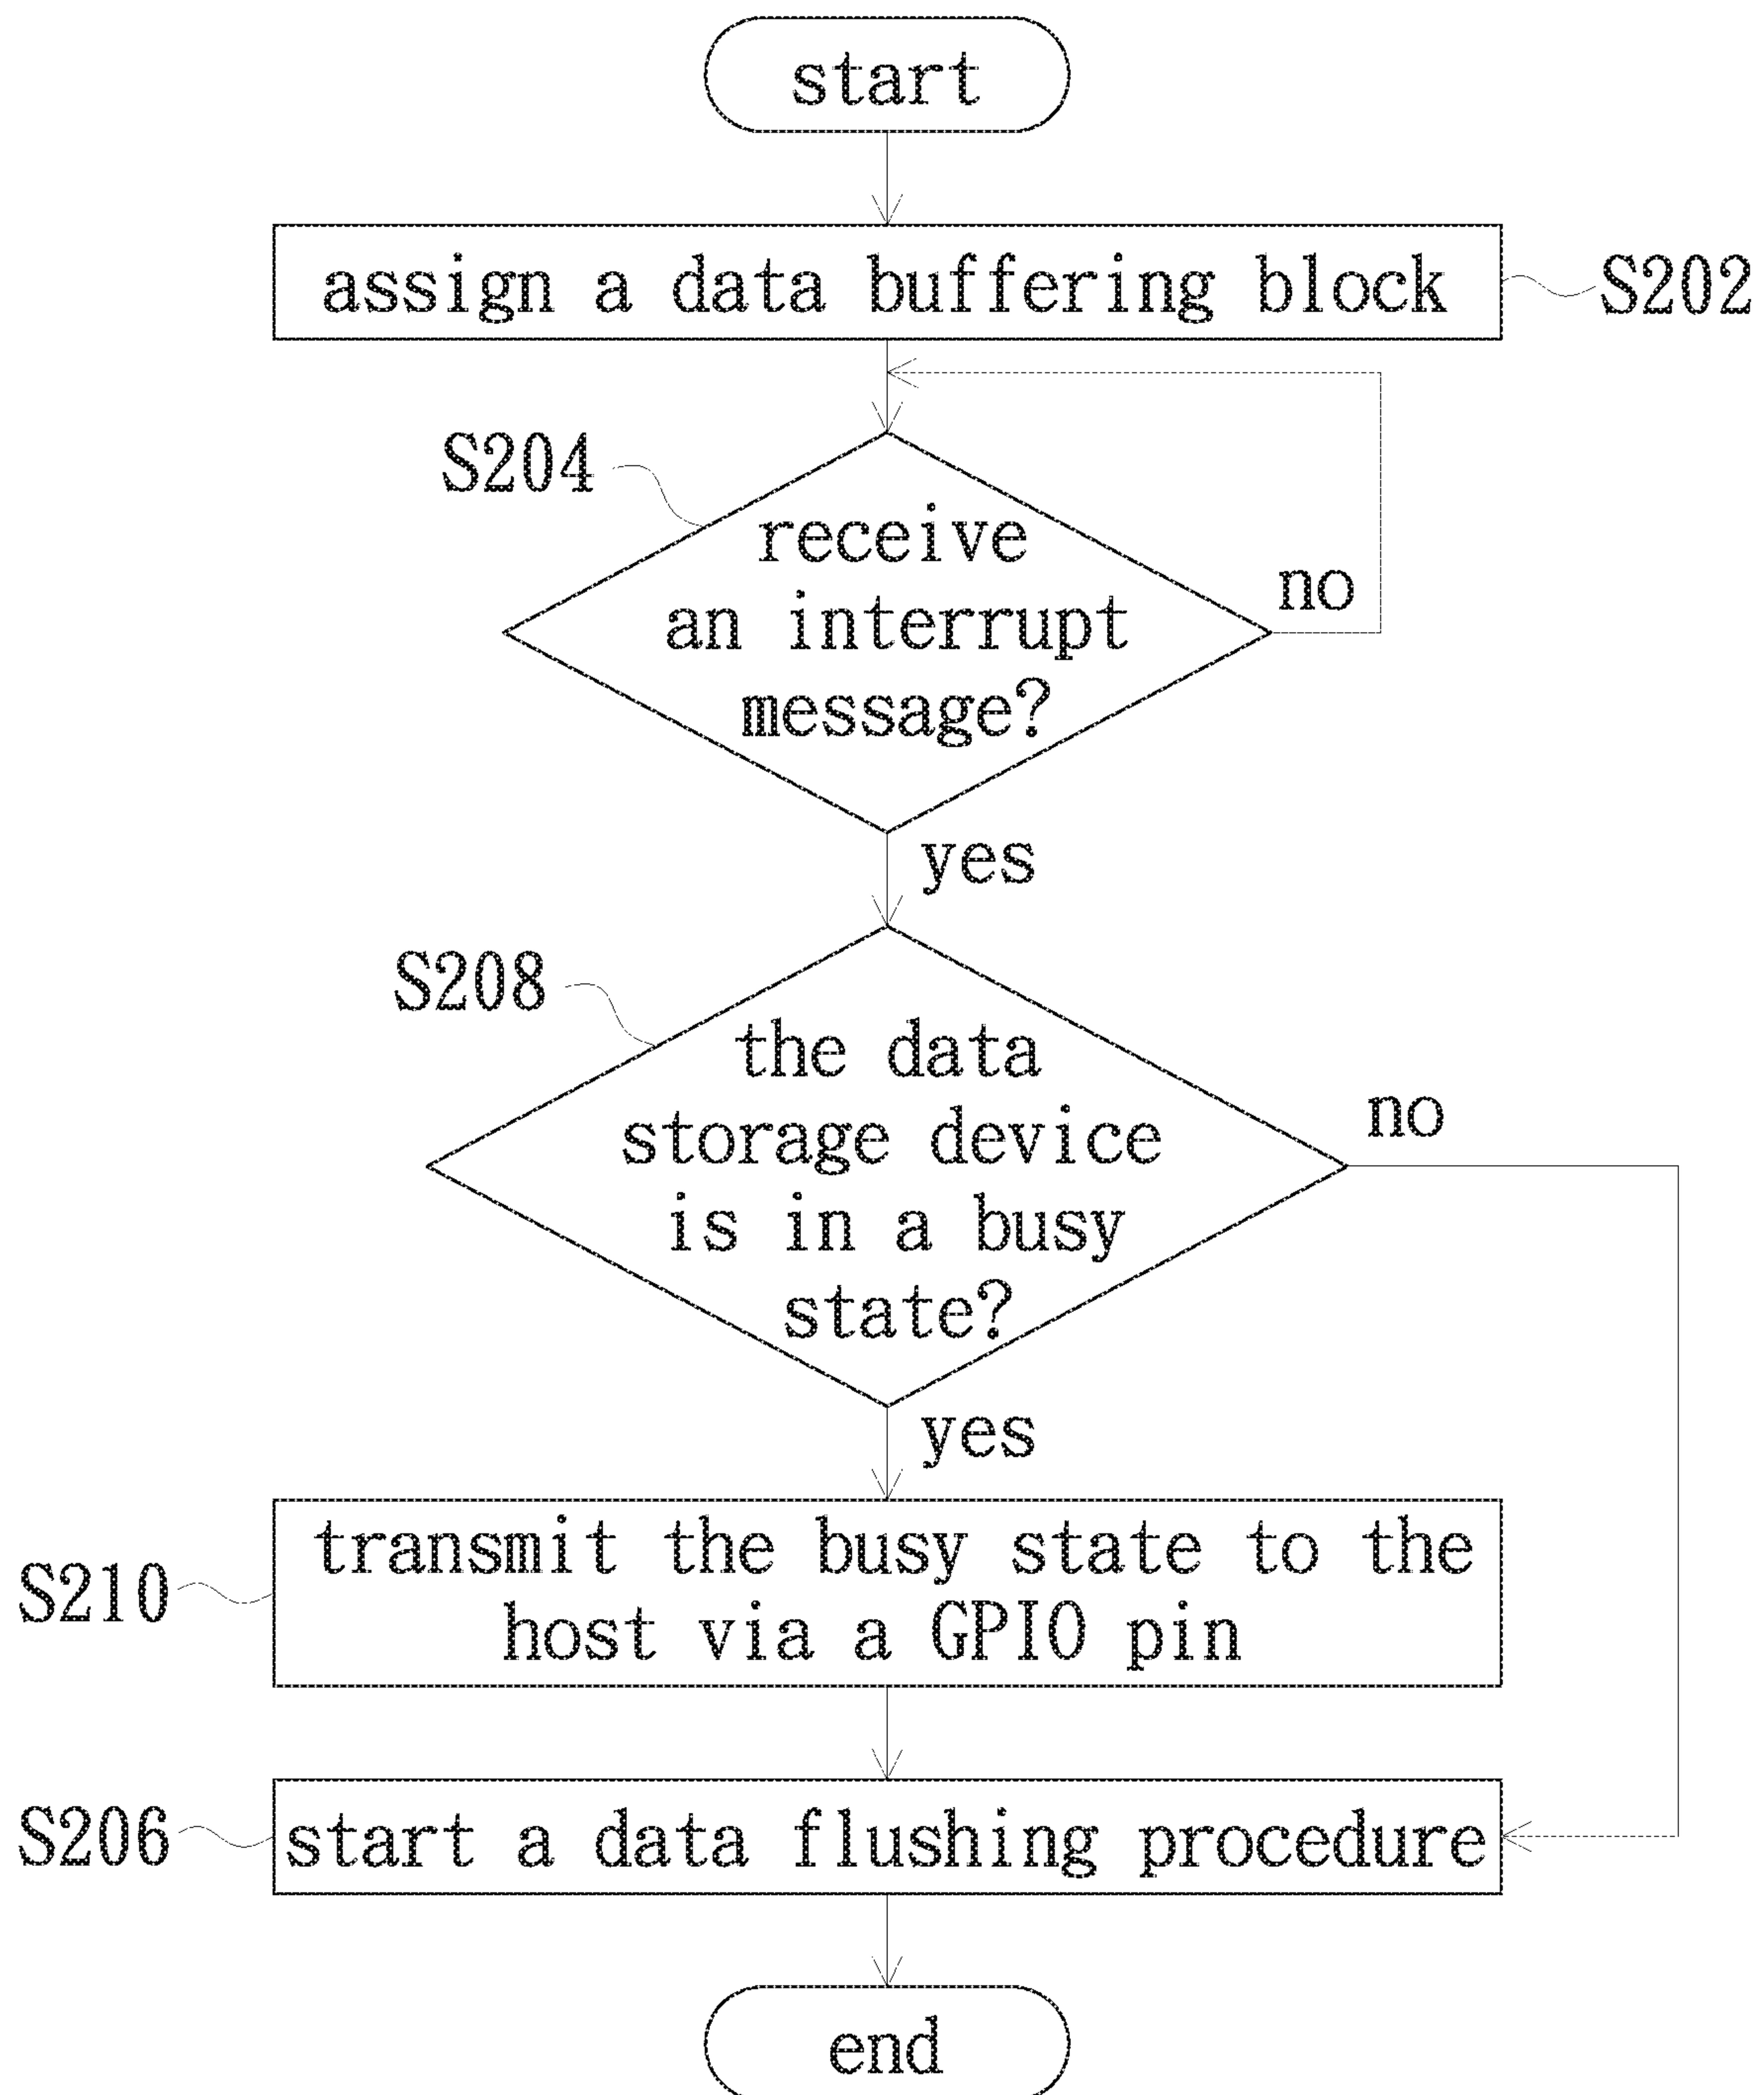 start
assign a data buffering block
S202
S204
receive
an interrupt
message?
no
yes
S208
the data
storage device
is in a busy
state?
no
yes
S210
transmit the busy state to the
host via a GPIO pin
S206
start a data flushing procedure
end